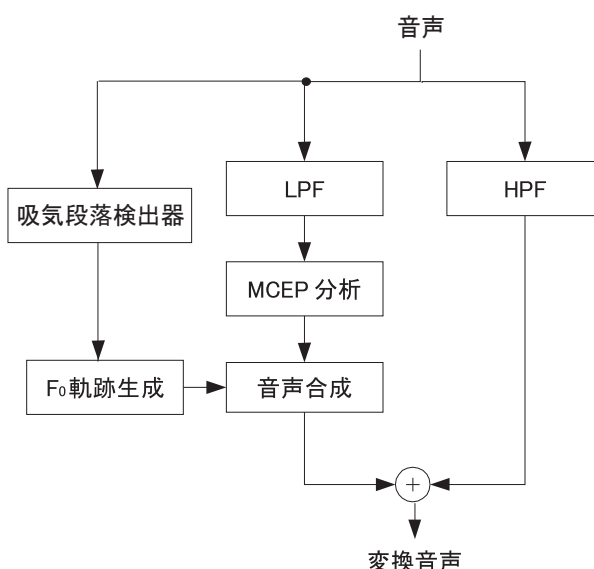 音声
LPF
HPF
吸気段落検出器
MCEP 分析
F₀軌跡生成
音声合成
+
変換音声